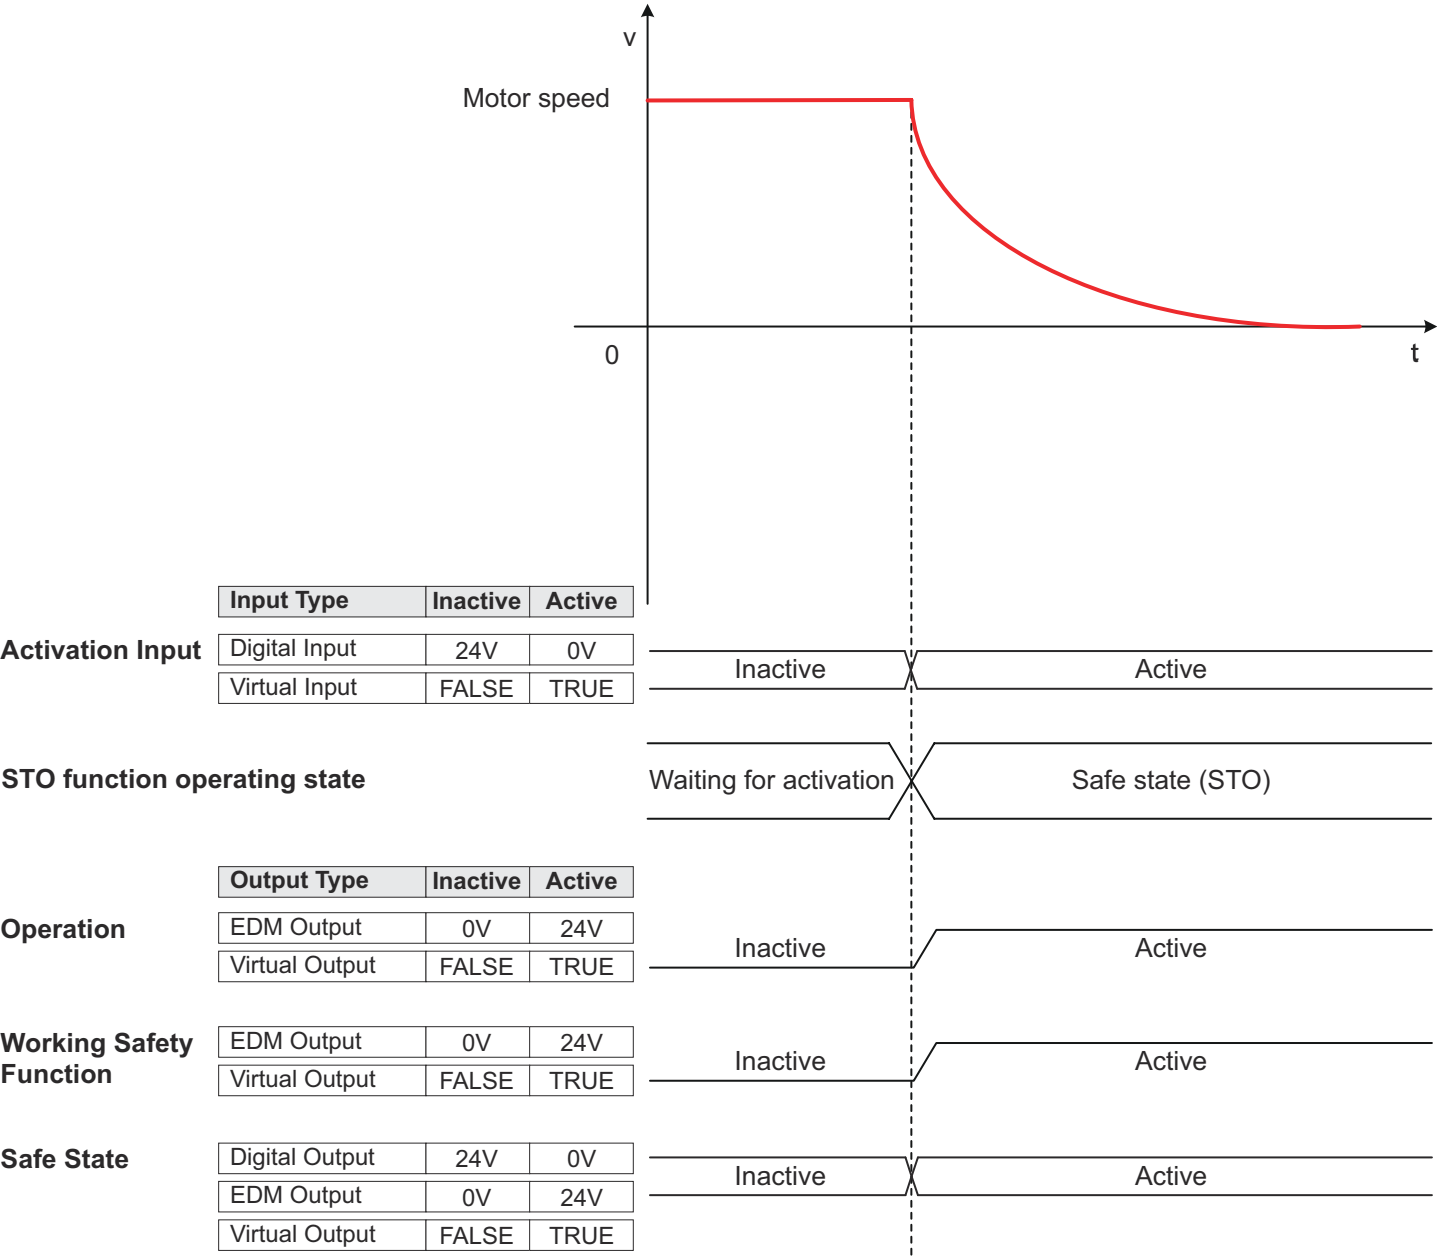 v
Motor speed
0
t
Input Type Inactive Active
Activation Input Digital Input 24V 0V
Virtual Input FALSE TRUE
Inactive Active
STO function operating state Waiting for activation Safe state (STO)
Output Type Inactive Active
Operation EDM Output 0V 24V
Virtual Output FALSE TRUE
Inactive Active
Working Safety
Function
EDM Output 0V 24V
Virtual Output FALSE TRUE
Inactive Active
Safe State Digital Output 24V 0V
EDM Output 0V 24V
Virtual Output FALSE TRUE
Inactive Active